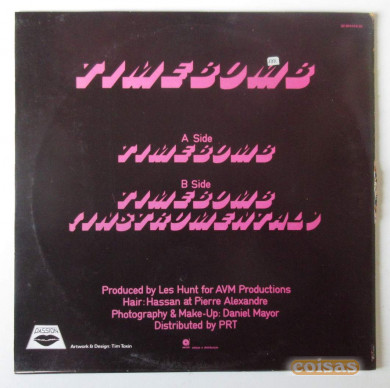 TIMEBOMB
A Side
TIMEBOMB
B Side
TIMEBOMB
(INSTRUMENTAL)
Produced by Les Hunt for AVM Productions
Hair: Hassan at Pierre Alexandre
Photography & Make-Up: Daniel Mayor
Distributed by PRT
PASSION
Artwork & Design Tim Tosin
coisas